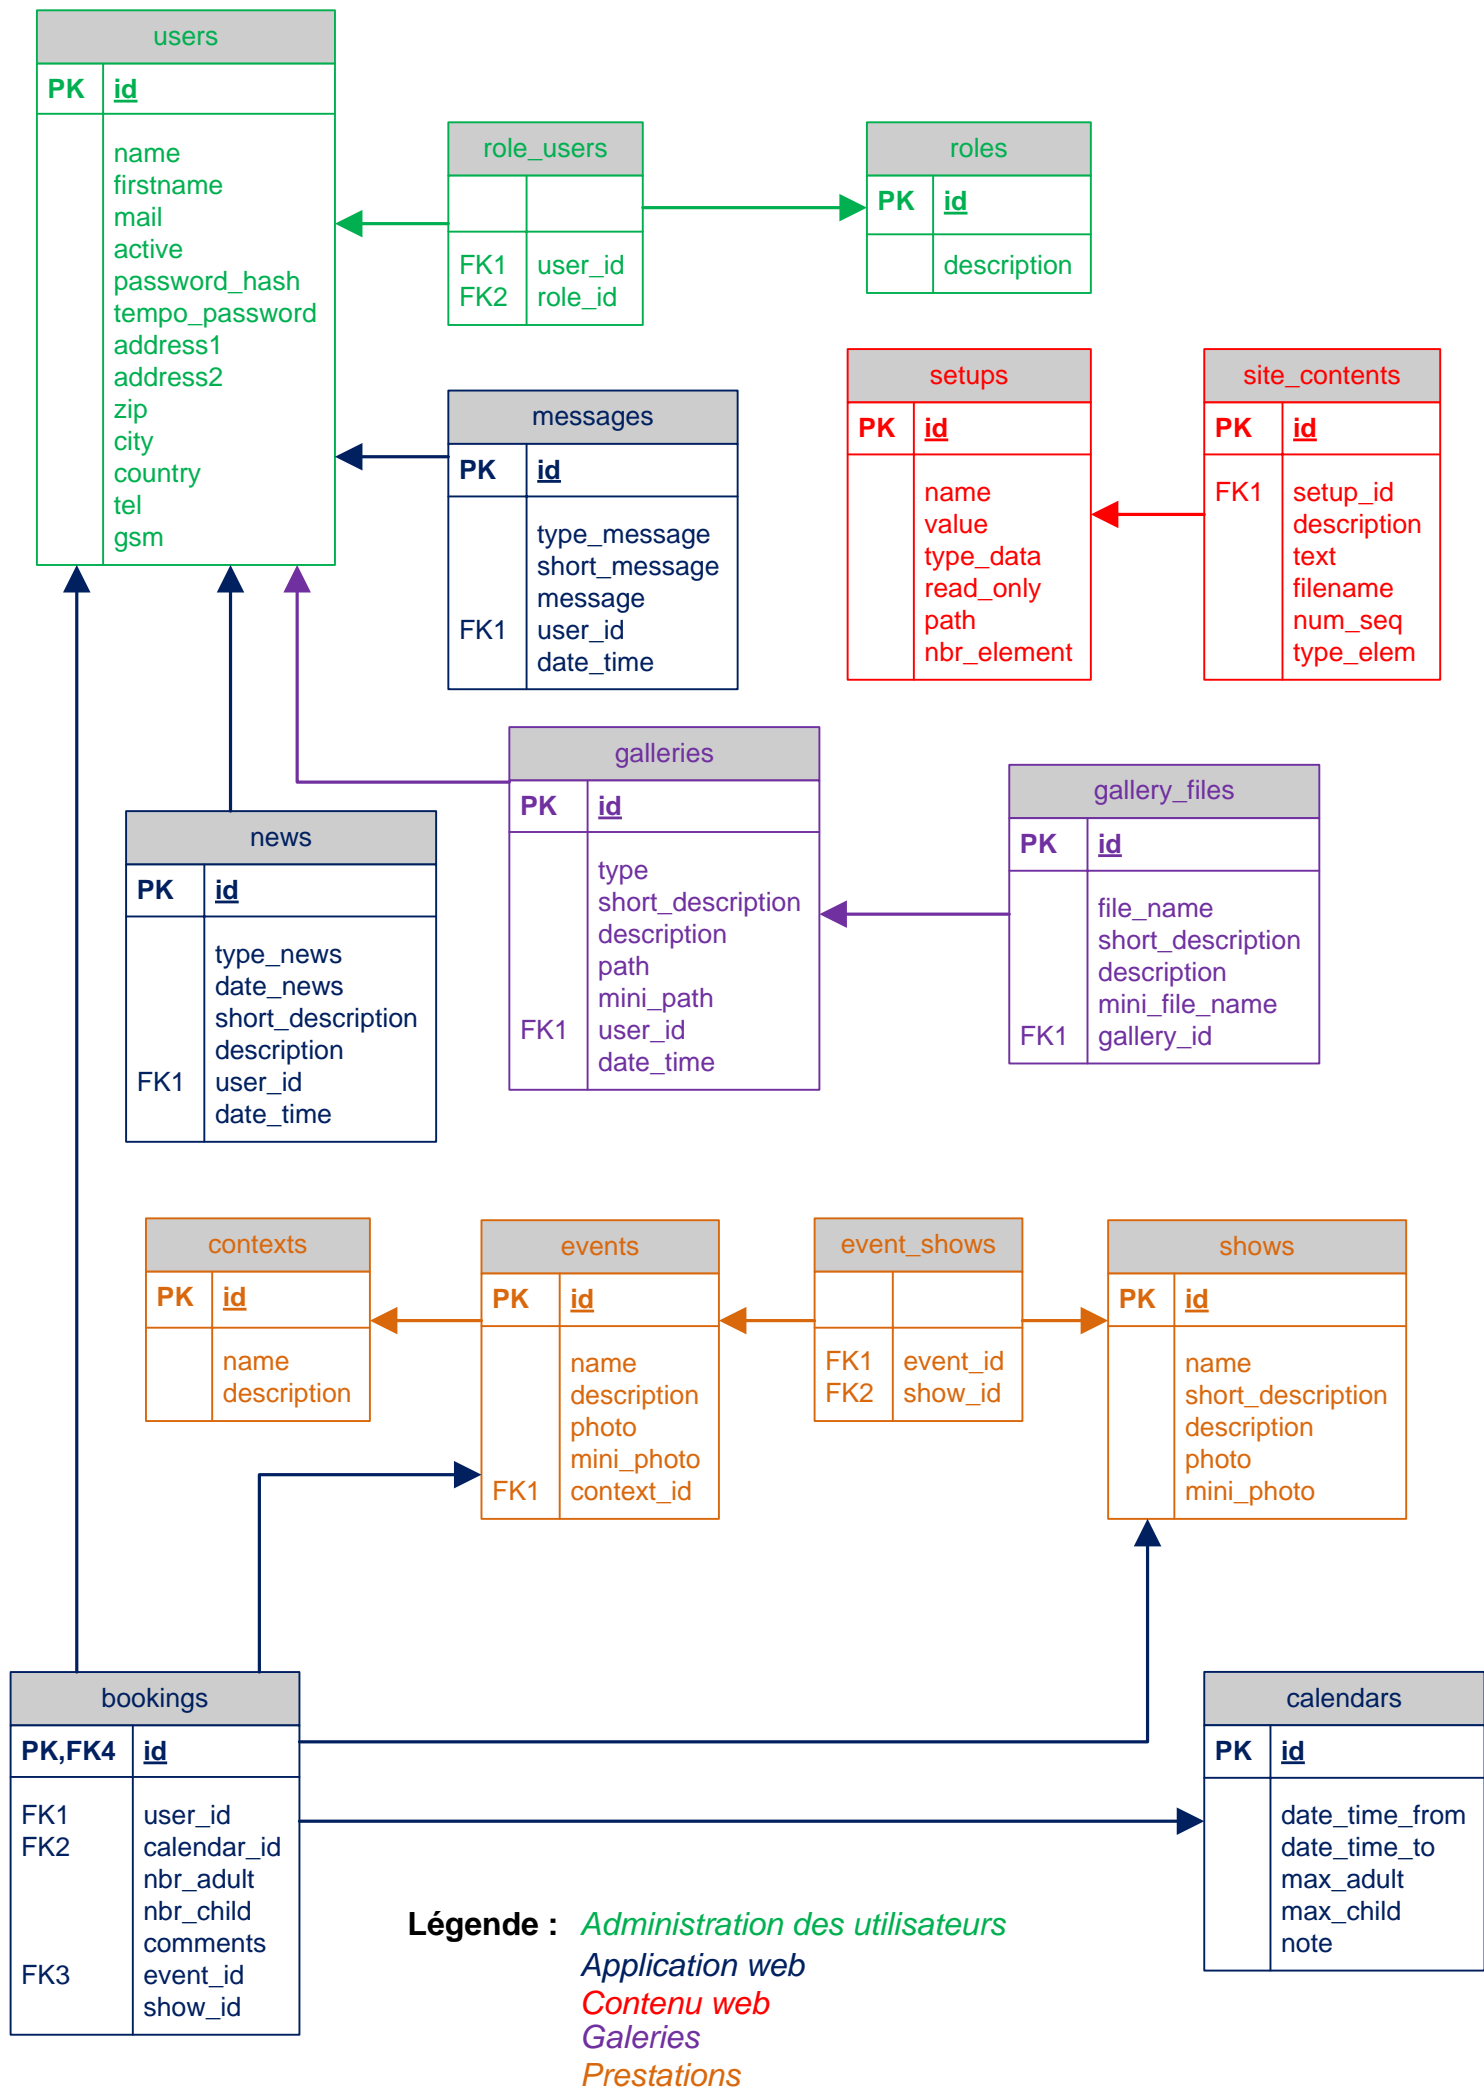 users
PK id
name
firstname
mail
active
password_hash
tempo_password
address1
address2
zip
city
country
tel
gsm
role_users
FK1 user_id
FK2 role_id
roles
PK id
description
messages
PK id
type_message
short_message
message
FK1 user_id
date_time
setups
PK id
name
value
type_data
read_only
path
nbr_element
site_contents
PK id
FK1 setup_id
description
text
filename
num_seq
type_elem
galleries
PK id
type
short_description
description
path
mini_path
FK1 user_id
date_time
gallery_files
PK id
file_name
short_description
description
mini_file_name
FK1 gallery_id
news
PK id
type_news
date_news
short_description
description
FK1 user_id
date_time
contexts
PK id
name
description
events
PK id
name
description
photo
mini_photo
FK1 context_id
event_shows
FK1 event_id
FK2 show_id
shows
PK id
name
short_description
description
photo
mini_photo
bookings
PK,FK4 id
FK1 user_id
FK2 calendar_id
nbr_adult
nbr_child
comments
FK3 event_id
show_id
calendars
PK id
date_time_from
date_time_to
max_adult
max_child
note
Légende : Administration des utilisateurs
Application web
Contenu web
Galeries
Prestations